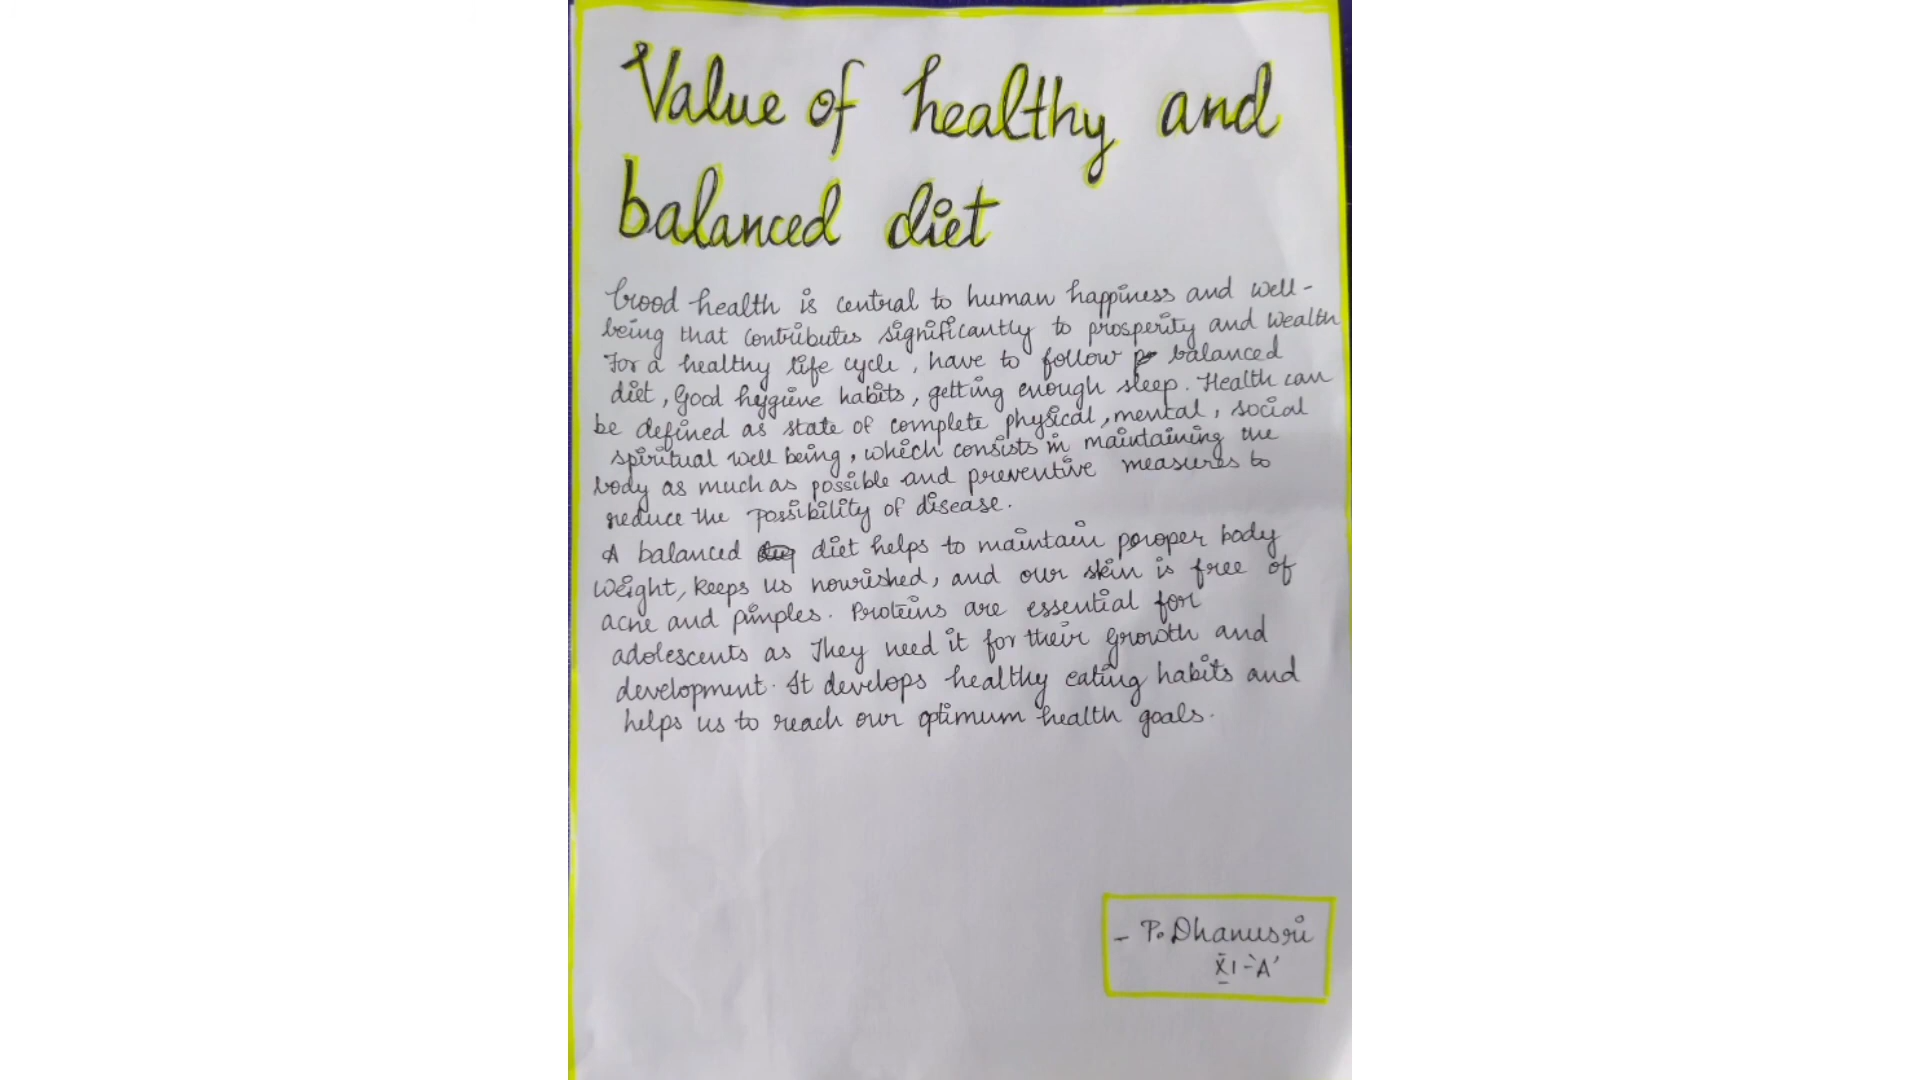 Value of healthy and
balanced diet
Good health is central to human happiness and well-
being that contributes significantly to prosperity and wealth
For a healthy life cycle, have to follow balanced
diet, Good hygiene habits, getting enough sleep. Health can
be defined as state of complete physical, mental, social
spiritual well being, which consists in maintaining the
body as much as possible and preventive measures to
reduce the possibility of disease.
A balanced diet helps to maintain proper body
weight, keeps us nourished, and our skin is free of
acne and pimples. Proteins are essential for
adolescents as They need it for their growth and
development. It develops healthy eating habits and
helps us to reach our optimum health goals.
- P. Dhanusri
XI-'A'